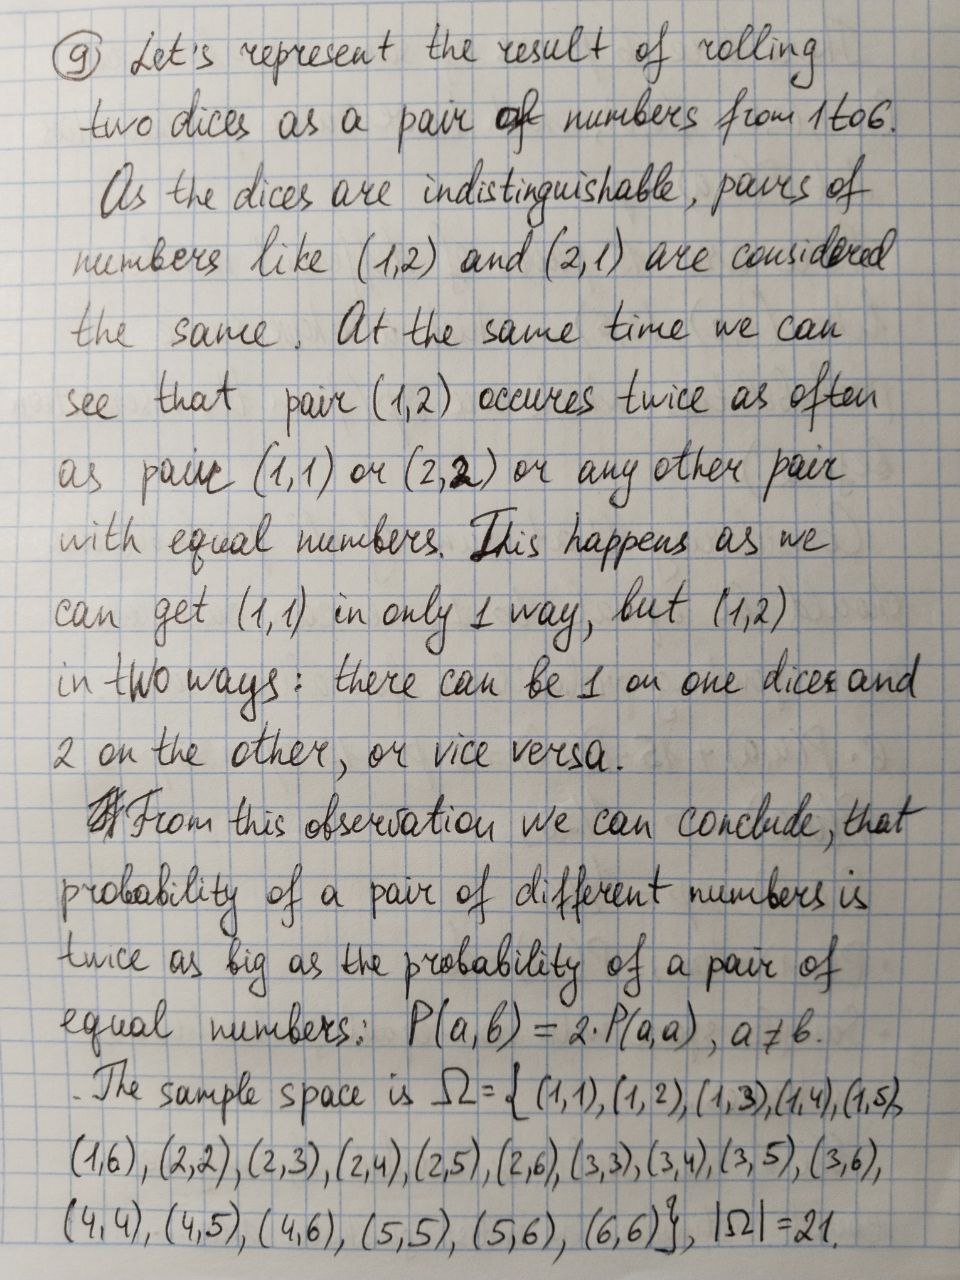 9 Let's represent the result of rolling
two dices as a pair of numbers from 1 to 6.
As the dices are indistinguishable, pairs of
numbers like (1,2) and (2,1) are considered
the same. At the same time we can
see that pair (1,2) occures twice as often
as pair (1,1) or (2,2) or any other pair
with equal numbers. This happens as we
can get (1,1) in only 1 way, but (1,2)
in two ways: there can be 1 on one dices and
2 on the other, or vice versa.
From this observation we can conclude, that
probability of a pair of different numbers is
twice as big as the probability of a pair of
equal numbers: P(a,b) = 2·P(a,a), a ≠ b.
The sample space is Ω = {(1,1), (1,2), (1,3), (1,4), (1,5),
(1,6), (2,2), (2,3), (2,4), (2,5), (2,6), (3,3), (3,4), (3,5), (3,6),
(4,4), (4,5), (4,6), (5,5), (5,6), (6,6)}, |Ω| = 21.